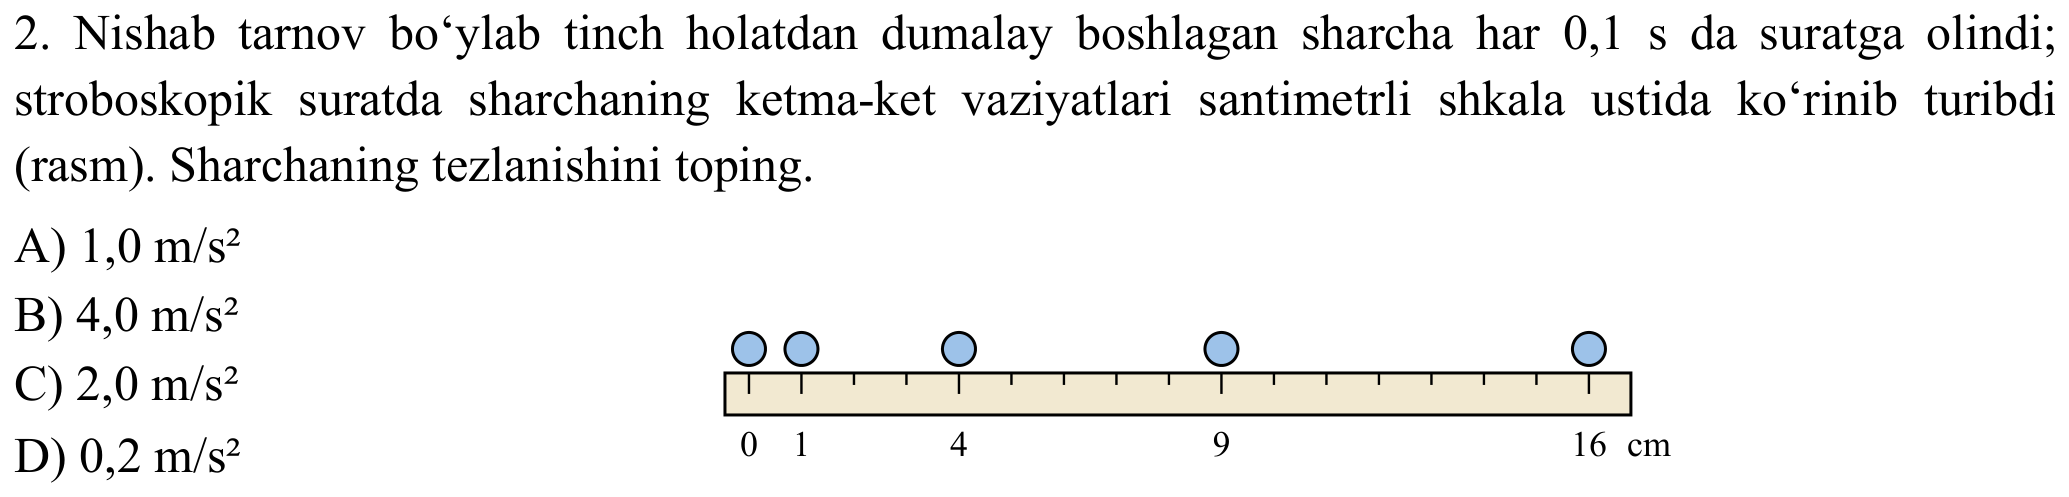 2. Nishab tarnov bo‘ylab tinch holatdan dumalay boshlagan sharcha har 0,1 s da suratga olindi;
stroboskopik suratda sharchaning ketma-ket vaziyatlari santimetrli shkala ustida ko‘rinib turibdi
(rasm). Sharchaning tezlanishini toping.
A) 1,0 m/s²
B) 4,0 m/s²
C) 2,0 m/s²
D) 0,2 m/s²
0 1 4 9 16 cm